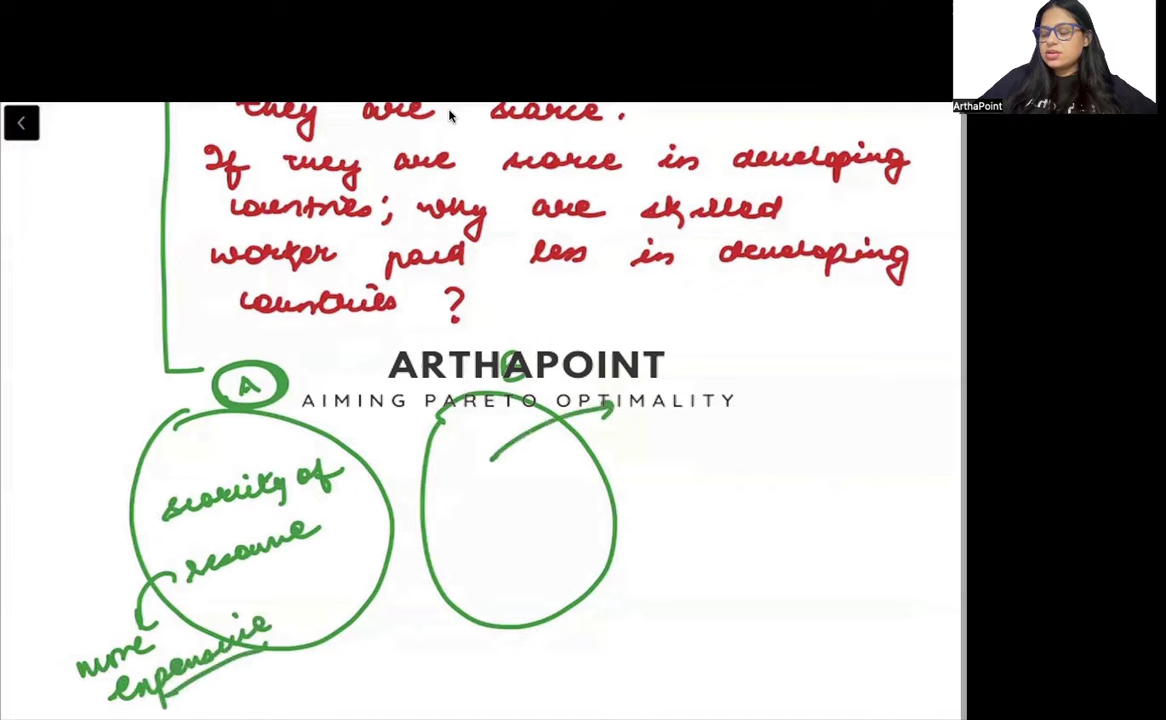 ArthaPoint
they are scarce.
If they are scarce in developing
countries; why are skilled
worker paid less in developing
countries ?
ARTHAPOINT
A
AIMING PARETO OPTIMALITY
scarcity of
resource
more
expensive